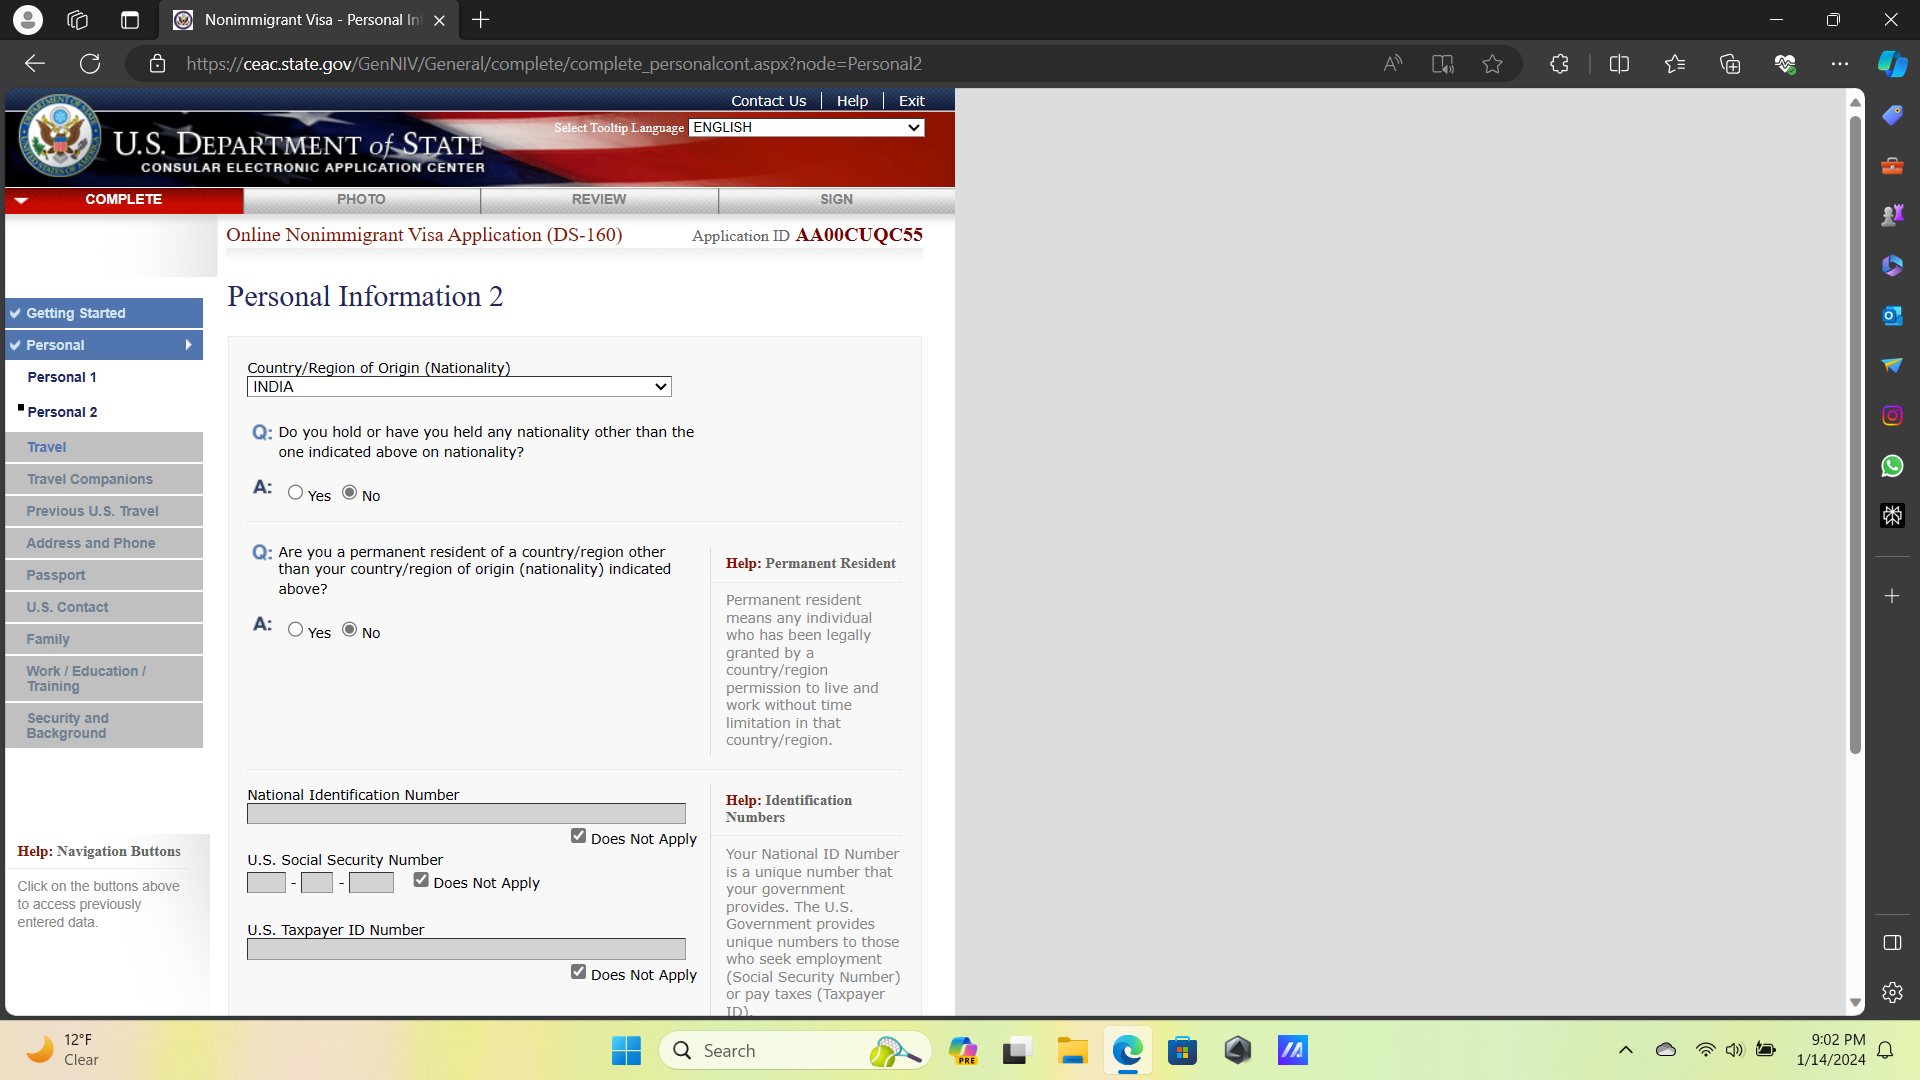 Nonimmigrant Visa - Personal In
https://ceac.state.gov/GenNIV/General/complete/complete_personalcont.aspx?node=Personal2
Contact Us Help Exit
Select Tooltip Language ENGLISH
U.S. DEPARTMENT of STATE
CONSULAR ELECTRONIC APPLICATION CENTER
COMPLETE PHOTO REVIEW SIGN
Online Nonimmigrant Visa Application (DS-160) Application ID AA00CUQC55
Personal Information 2
Getting Started
Personal
Personal 1
Personal 2
Travel
Travel Companions
Previous U.S. Travel
Address and Phone
Passport
U.S. Contact
Family
Work / Education /
Training
Security and
Background
Help: Navigation Buttons
Click on the buttons above
to access previously
entered data.
Country/Region of Origin (Nationality)
INDIA
Q: Do you hold or have you held any nationality other than the
one indicated above on nationality?
A: Yes No
Q: Are you a permanent resident of a country/region other
than your country/region of origin (nationality) indicated
above?
A: Yes No
Help: Permanent Resident
Permanent resident
means any individual
who has been legally
granted by a
country/region
permission to live and
work without time
limitation in that
country/region.
National Identification Number
Does Not Apply
U.S. Social Security Number
- - Does Not Apply
U.S. Taxpayer ID Number
Does Not Apply
Help: Identification
Numbers
Your National ID Number
is a unique number that
your government
provides. The U.S.
Government provides
unique numbers to those
who seek employment
(Social Security Number)
or pay taxes (Taxpayer
ID).
12°F
Clear
Search
PRE
9:02 PM
1/14/2024